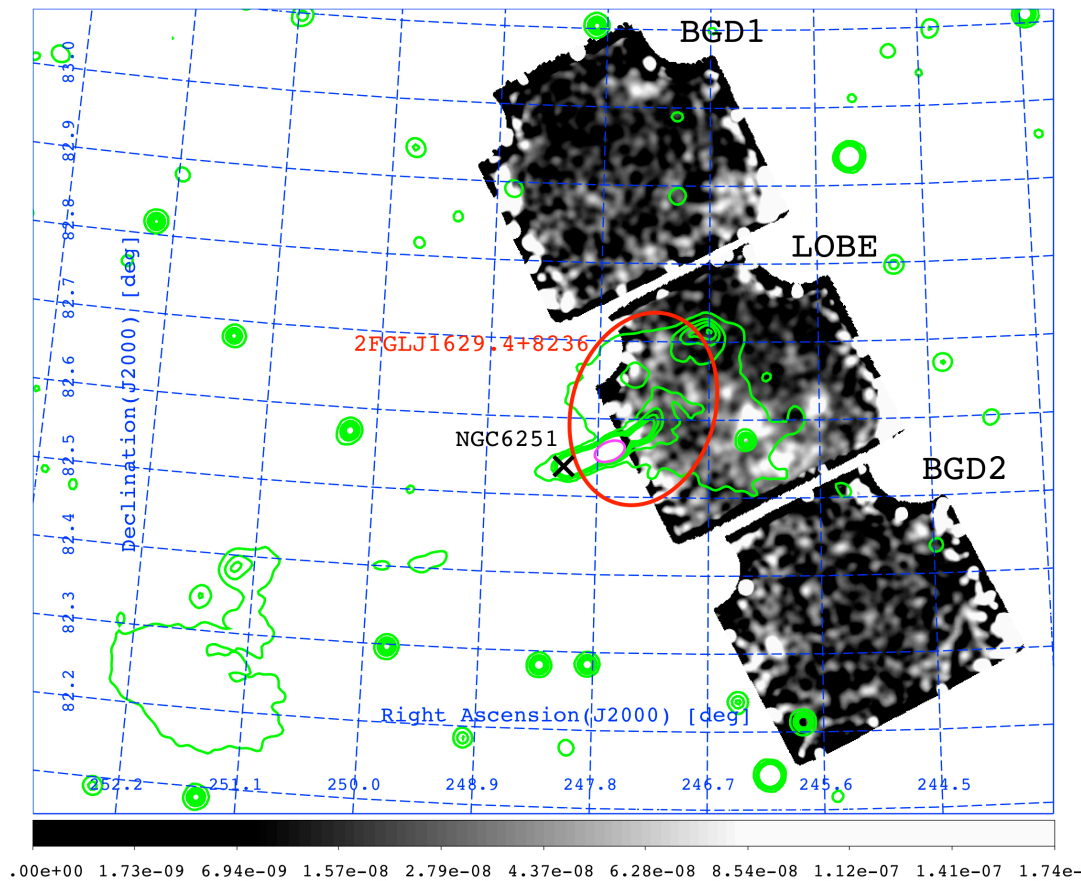 BGD1
LOBE
2FGLJ1629.4+8236
NGC6251
BGD2
Declination(J2000) [deg]
83.0
82.9
82.8
82.7
82.6
82.5
82.4
82.3
82.2
Right Ascension(J2000) [deg]
252.2 251.1 250.0 248.9 247.8 246.7 245.6 244.5
.00e+00 1.73e-09 6.94e-09 1.57e-08 2.79e-08 4.37e-08 6.28e-08 8.54e-08 1.12e-07 1.41e-07 1.74e-